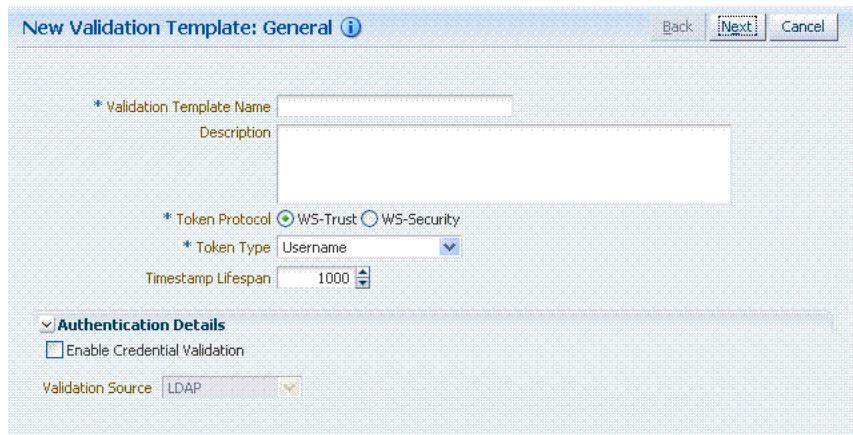 New Validation Template: General
Back Next Cancel
* Validation Template Name
Description
* Token Protocol WS-Trust WS-Security
* Token Type Username
Timestamp Lifespan 1000
Authentication Details
Enable Credential Validation
Validation Source LDAP